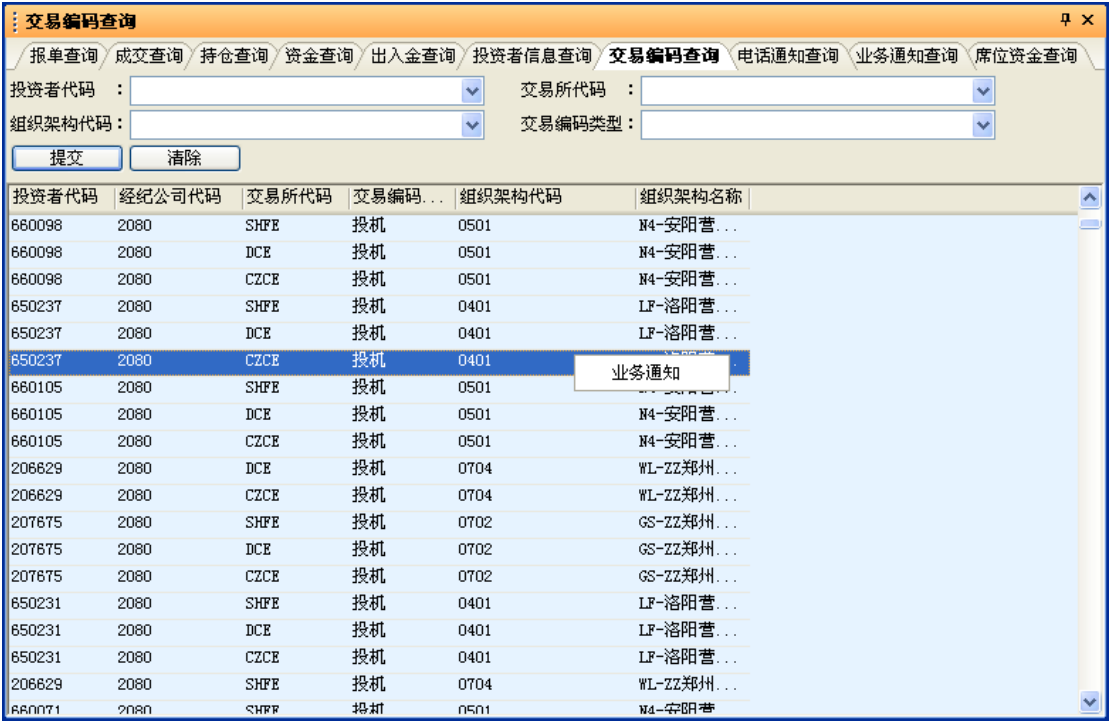 交易编码查询
报单查询 成交查询 持仓查询 资金查询 出入金查询 投资者信息查询 交易编码查询 电话通知查询 业务通知查询 席位资金查询
投资者代码 : 交易所代码 :
组织架构代码: 交易编码类型:
提交 清除
投资者代码 经纪公司代码 交易所代码 交易编码... 组织架构代码 组织架构名称
660098 2080 SHFE 投机 0501 N4-安阳营...
660098 2080 DCE 投机 0501 N4-安阳营...
660098 2080 CZCE 投机 0501 N4-安阳营...
650237 2080 SHFE 投机 0401 LF-洛阳营...
650237 2080 DCE 投机 0401 LF-洛阳营...
650237 2080 CZCE 投机 0401
业务通知
660105 2080 SHFE 投机 0501
660105 2080 DCE 投机 0501 N4-安阳营...
660105 2080 CZCE 投机 0501 N4-安阳营...
206629 2080 DCE 投机 0704 WL-ZZ郑州...
206629 2080 CZCE 投机 0704 WL-ZZ郑州...
207675 2080 SHFE 投机 0702 GS-ZZ郑州...
207675 2080 DCE 投机 0702 GS-ZZ郑州...
207675 2080 CZCE 投机 0702 GS-ZZ郑州...
650231 2080 SHFE 投机 0401 LF-洛阳营...
650231 2080 DCE 投机 0401 LF-洛阳营...
650231 2080 CZCE 投机 0401 LF-洛阳营...
206629 2080 SHFE 投机 0704 WL-ZZ郑州...
660071 2080 SHFE 投机 0501 N4-安阳营